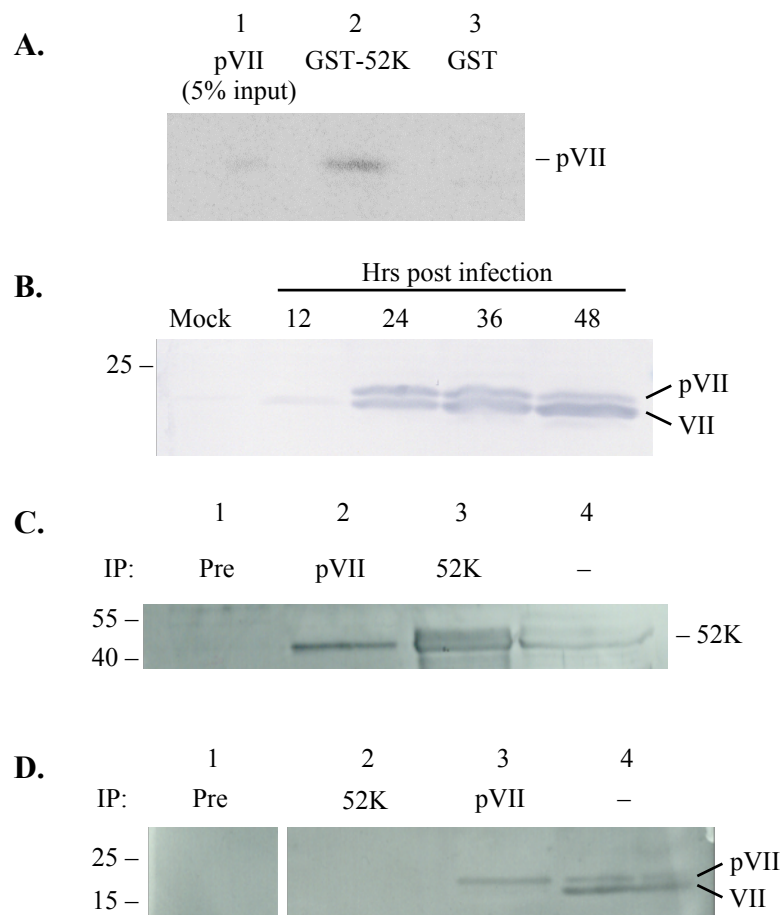 A.
1 2 3
pVII GST-52K GST
(5% input)
– pVII
B.
Hrs post infection
Mock 12 24 36 48
25 –
pVII
VII
C.
1 2 3 4
IP: Pre pVII 52K –
55 –
– 52K
40 –
D.
1 2 3 4
IP: Pre 52K pVII –
25 –
pVII
VII
15 –